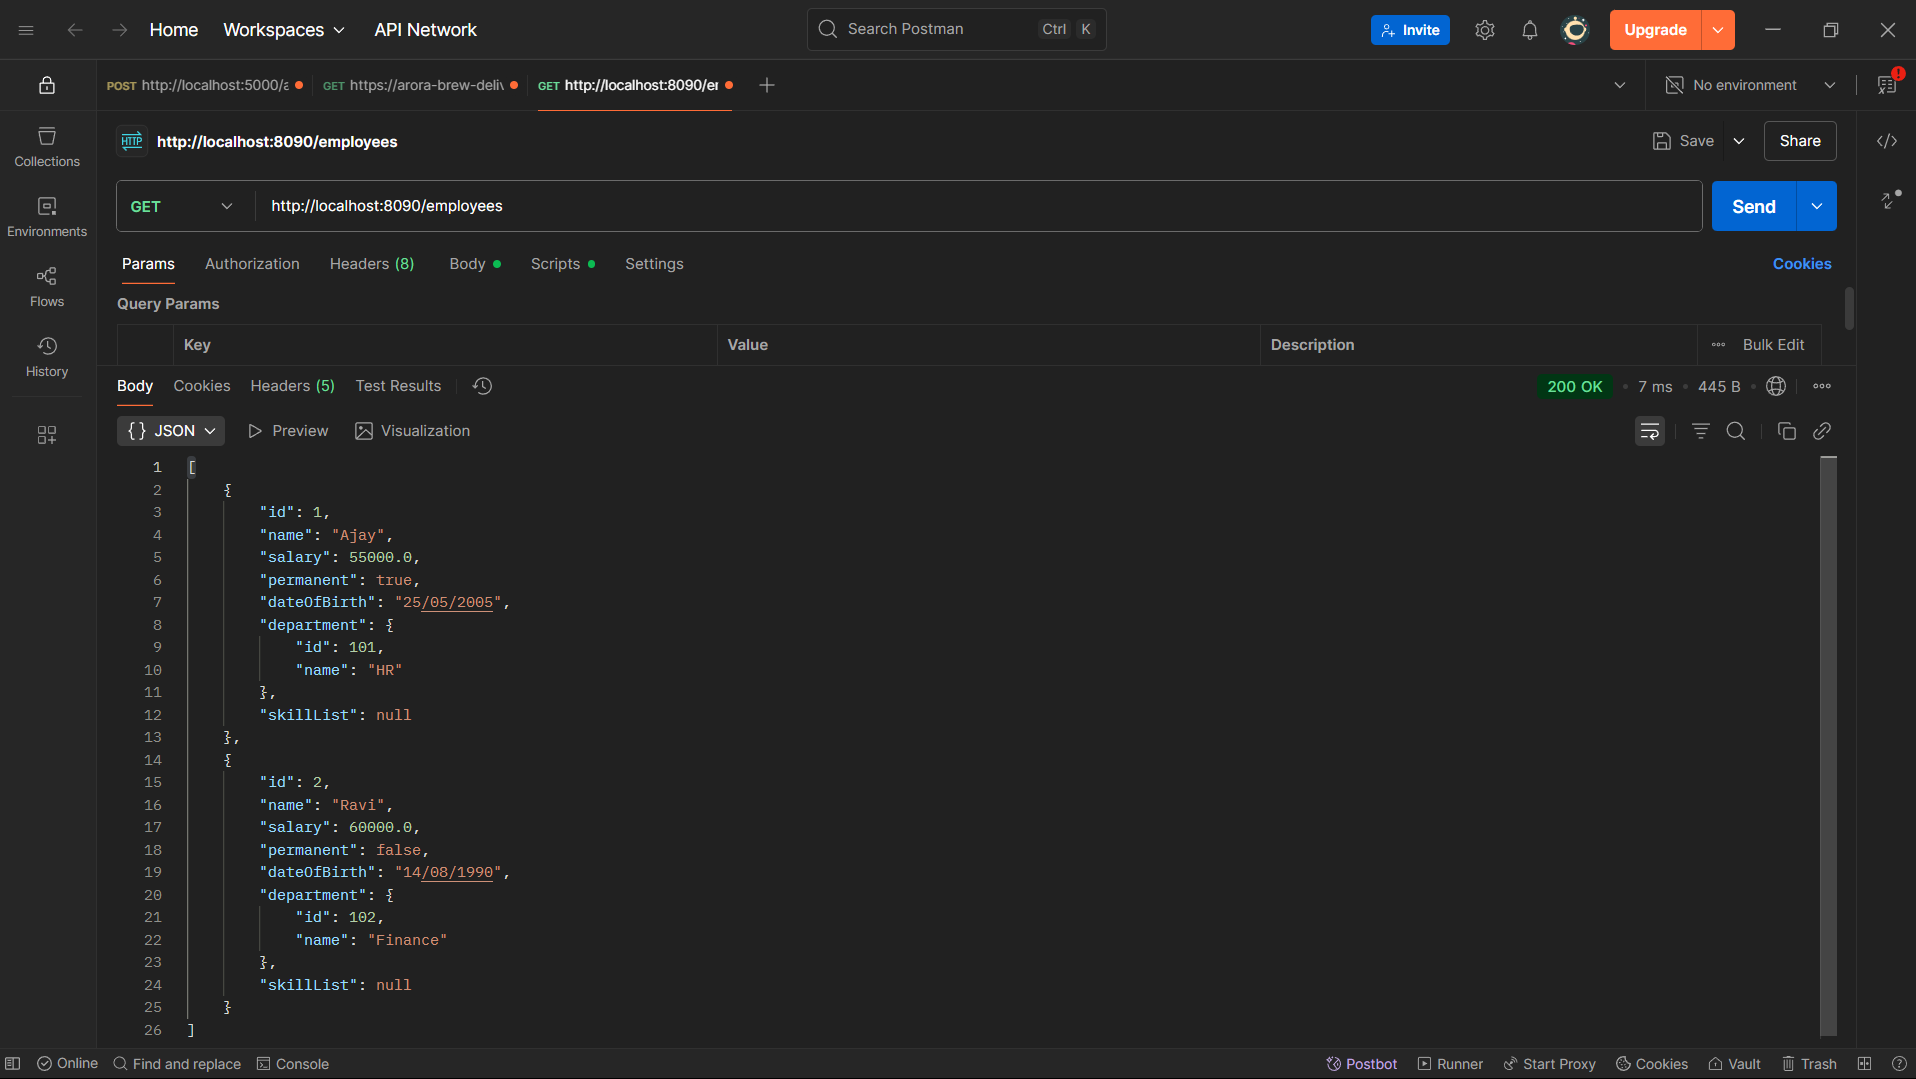 Home Workspaces API Network Search Postman Ctrl K Invite Upgrade
POST http://localhost:5000/a GET https://arora-brew-deliv GET http://localhost:8090/er No environment
HTTP http://localhost:8090/employees Save Share
Collections
Environments
Flows
History
GET http://localhost:8090/employees Send
Params Authorization Headers (8) Body Scripts Settings Cookies
Query Params
Key Value Description Bulk Edit
Body Cookies Headers (5) Test Results 200 OK 7 ms 445 B
{} JSON Preview Visualization
1 [
2 {
3 "id": 1,
4 "name": "Ajay",
5 "salary": 55000.0,
6 "permanent": true,
7 "dateOfBirth": "25/05/2005",
8 "department": {
9 "id": 101,
10 "name": "HR"
11 },
12 "skillList": null
13 },
14 {
15 "id": 2,
16 "name": "Ravi",
17 "salary": 60000.0,
18 "permanent": false,
19 "dateOfBirth": "14/08/1990",
20 "department": {
21 "id": 102,
22 "name": "Finance"
23 },
24 "skillList": null
25 }
26 ]
Online Find and replace Console Postbot Runner Start Proxy Cookies Vault Trash